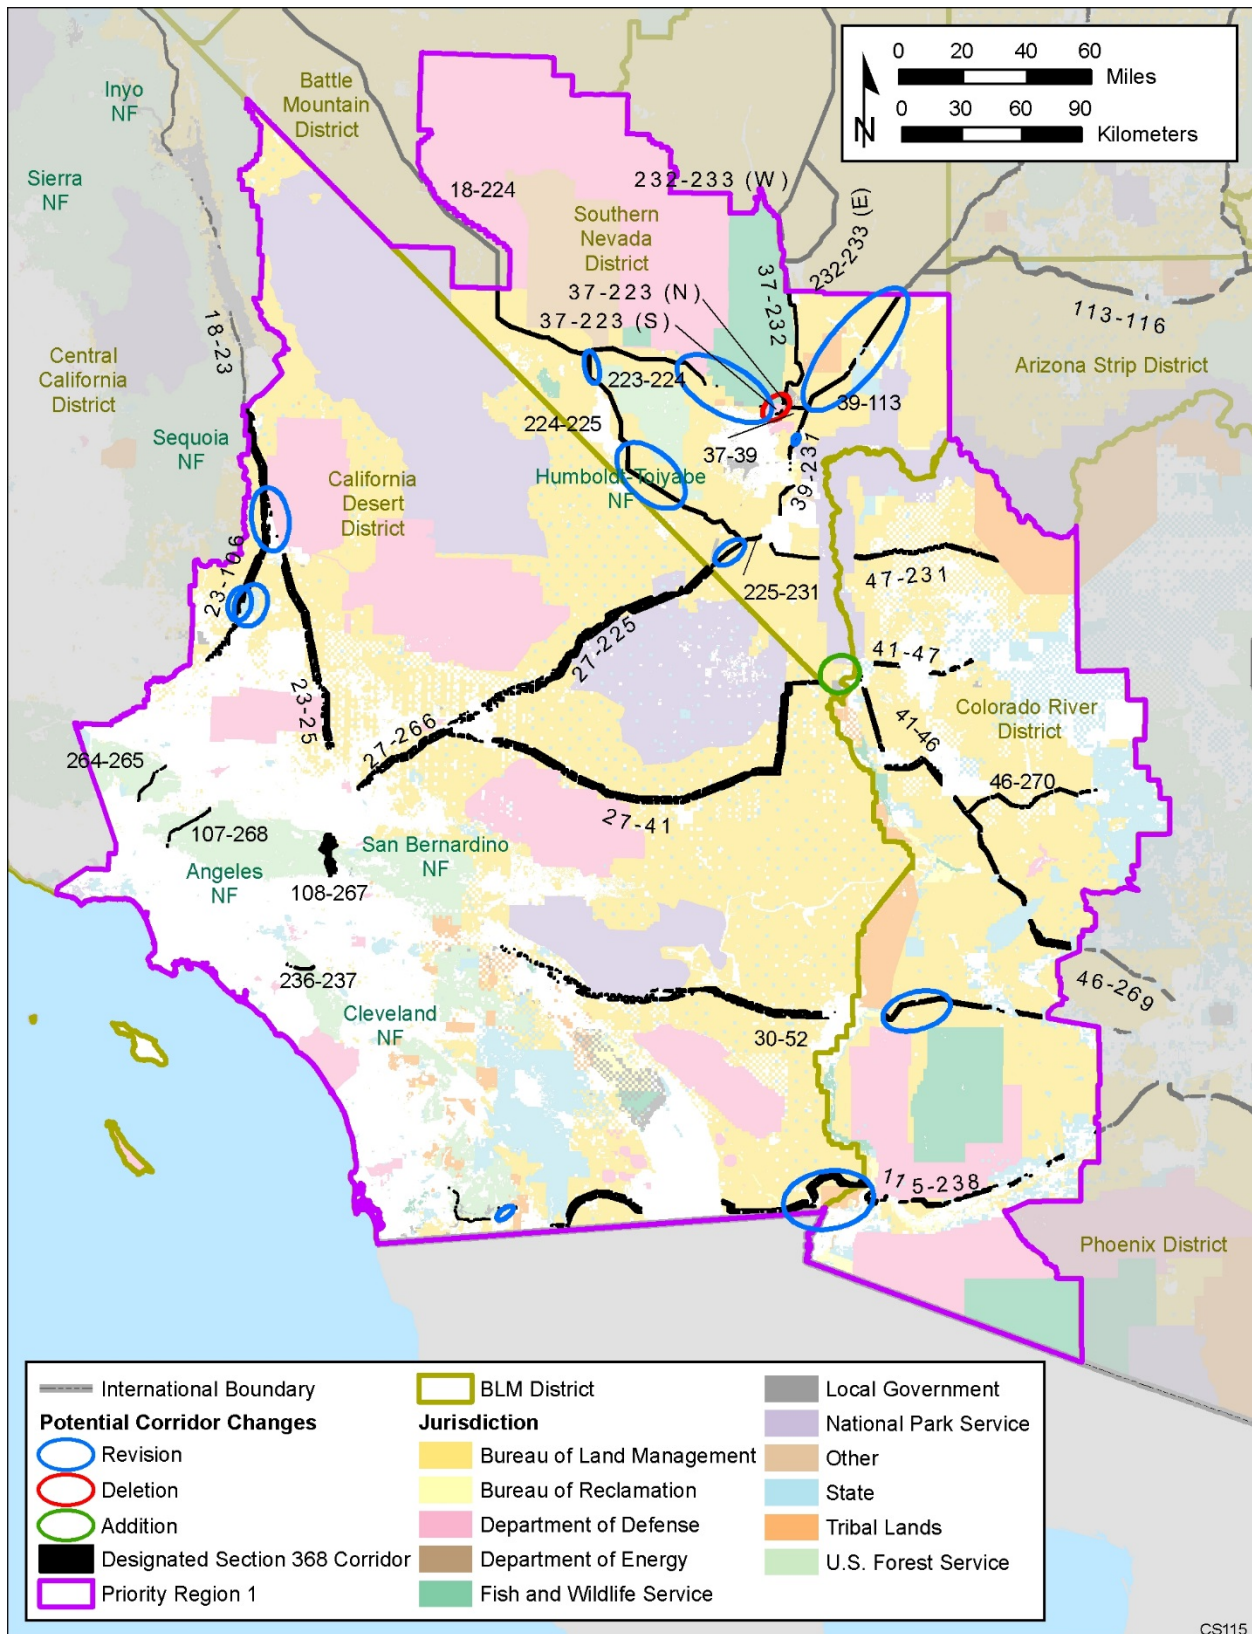 0 20 40 60
Miles
0 30 60 90
Kilometers
N
Inyo
NF
Battle
Mountain
District
Sierra
NF
18-224
232-233 (W)
Southern
Nevada
District
232-233 (E)
37-223 (N)
37-223 (S)
37-232
113-116
18-23
Central
California
District
Arizona Strip District
223-224
39-113
224-225
Sequoia
NF
37-39
California
Desert
District
Humboldt-Toiyabe
NF
39-231
23-106
47-231
225-231
27-225
41-47
23-25
Colorado River
District
41-46
27-266
264-265
46-270
27-41
107-268
San Bernardino
NF
Angeles
NF
108-267
236-237
46-269
Cleveland
NF
30-52
115-238
Phoenix District
International Boundary
Potential Corridor Changes
Revision
Deletion
Addition
Designated Section 368 Corridor
Priority Region 1
BLM District
Jurisdiction
Bureau of Land Management
Bureau of Reclamation
Department of Defense
Department of Energy
Fish and Wildlife Service
Local Government
National Park Service
Other
State
Tribal Lands
U.S. Forest Service
CS115